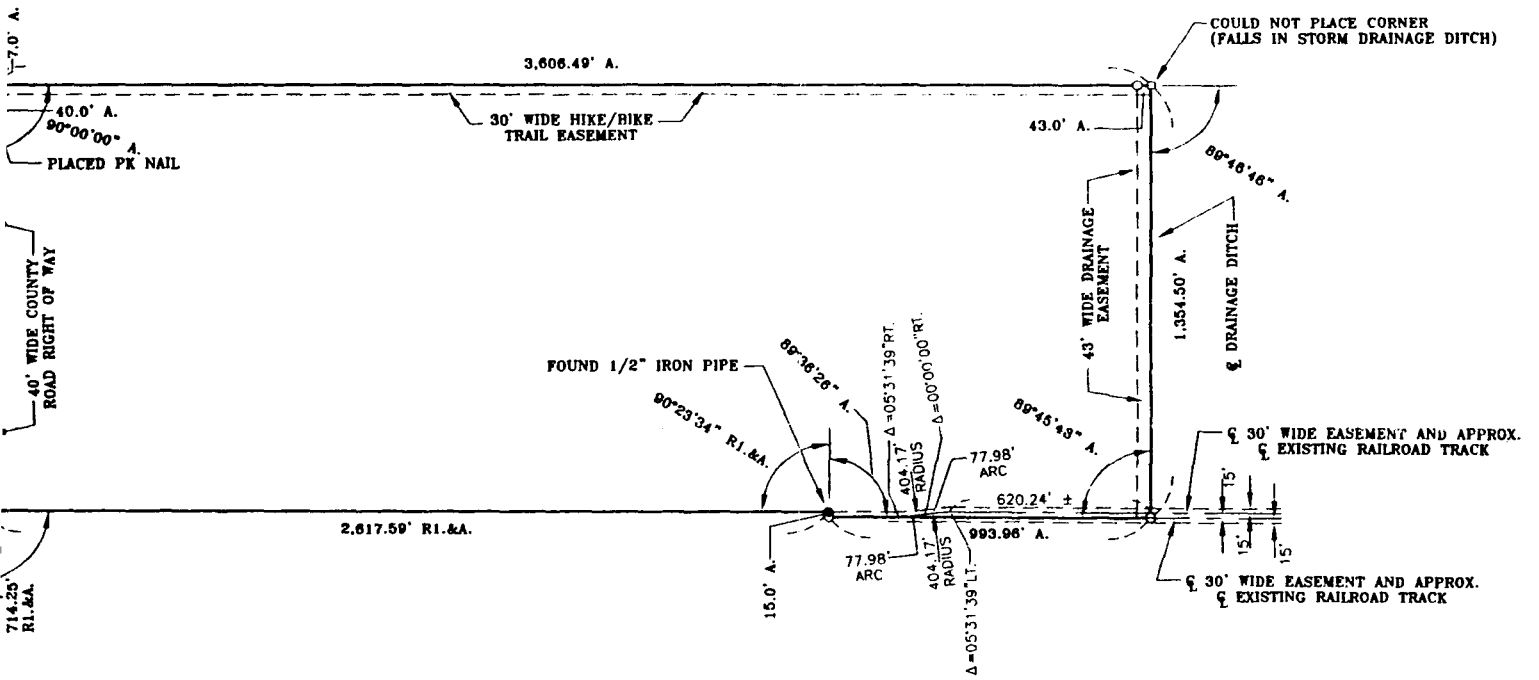 7.0' A.
3,606.49' A.
COULD NOT PLACE CORNER
(FALLS IN STORM DRAINAGE DITCH)
40.0' A.
90°00'00" A.
PLACED PK NAIL
30' WIDE HIKE/BIKE
TRAIL EASEMENT
43.0' A.
89°46'46" A.
40' WIDE COUNTY
ROAD RIGHT OF WAY
43' WIDE DRAINAGE
EASEMENT
1,354.50' A.
℄ DRAINAGE DITCH
FOUND 1/2" IRON PIPE
90°23'34" R1.&A.
89°36'26" A.
Δ=05°31'39"RT.
404.17'
RADIUS
Δ=00°00'00"RT.
77.98'
ARC
89°45'43" A.
620.24' ±
℄ 30' WIDE EASEMENT AND APPROX.
℄ EXISTING RAILROAD TRACK
15'
15'
15'
2,617.59' R1.&A.
993.96' A.
15.0' A.
77.98'
ARC
404.17'
RADIUS
Δ=05°31'39"LT.
℄ 30' WIDE EASEMENT AND APPROX.
℄ EXISTING RAILROAD TRACK
714.25'
R1.&A.